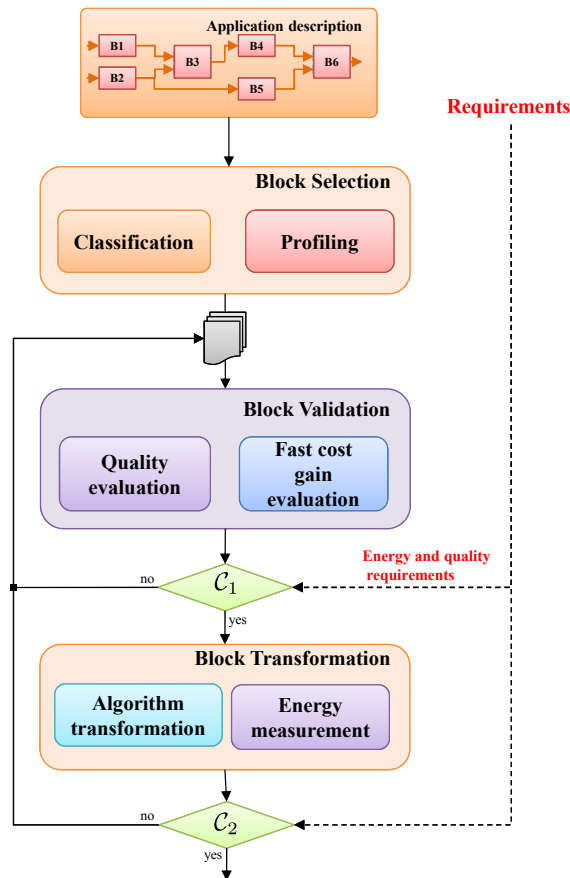 Application description
B1
B4
B3
B6
B2
B5
Requirements
Block Selection
Classification
Profiling
Block Validation
Quality
evaluation
Fast cost
gain
evaluation
Energy and quality
requirements
no
C1
yes
Block Transformation
Algorithm
transformation
Energy
measurement
no
C2
yes